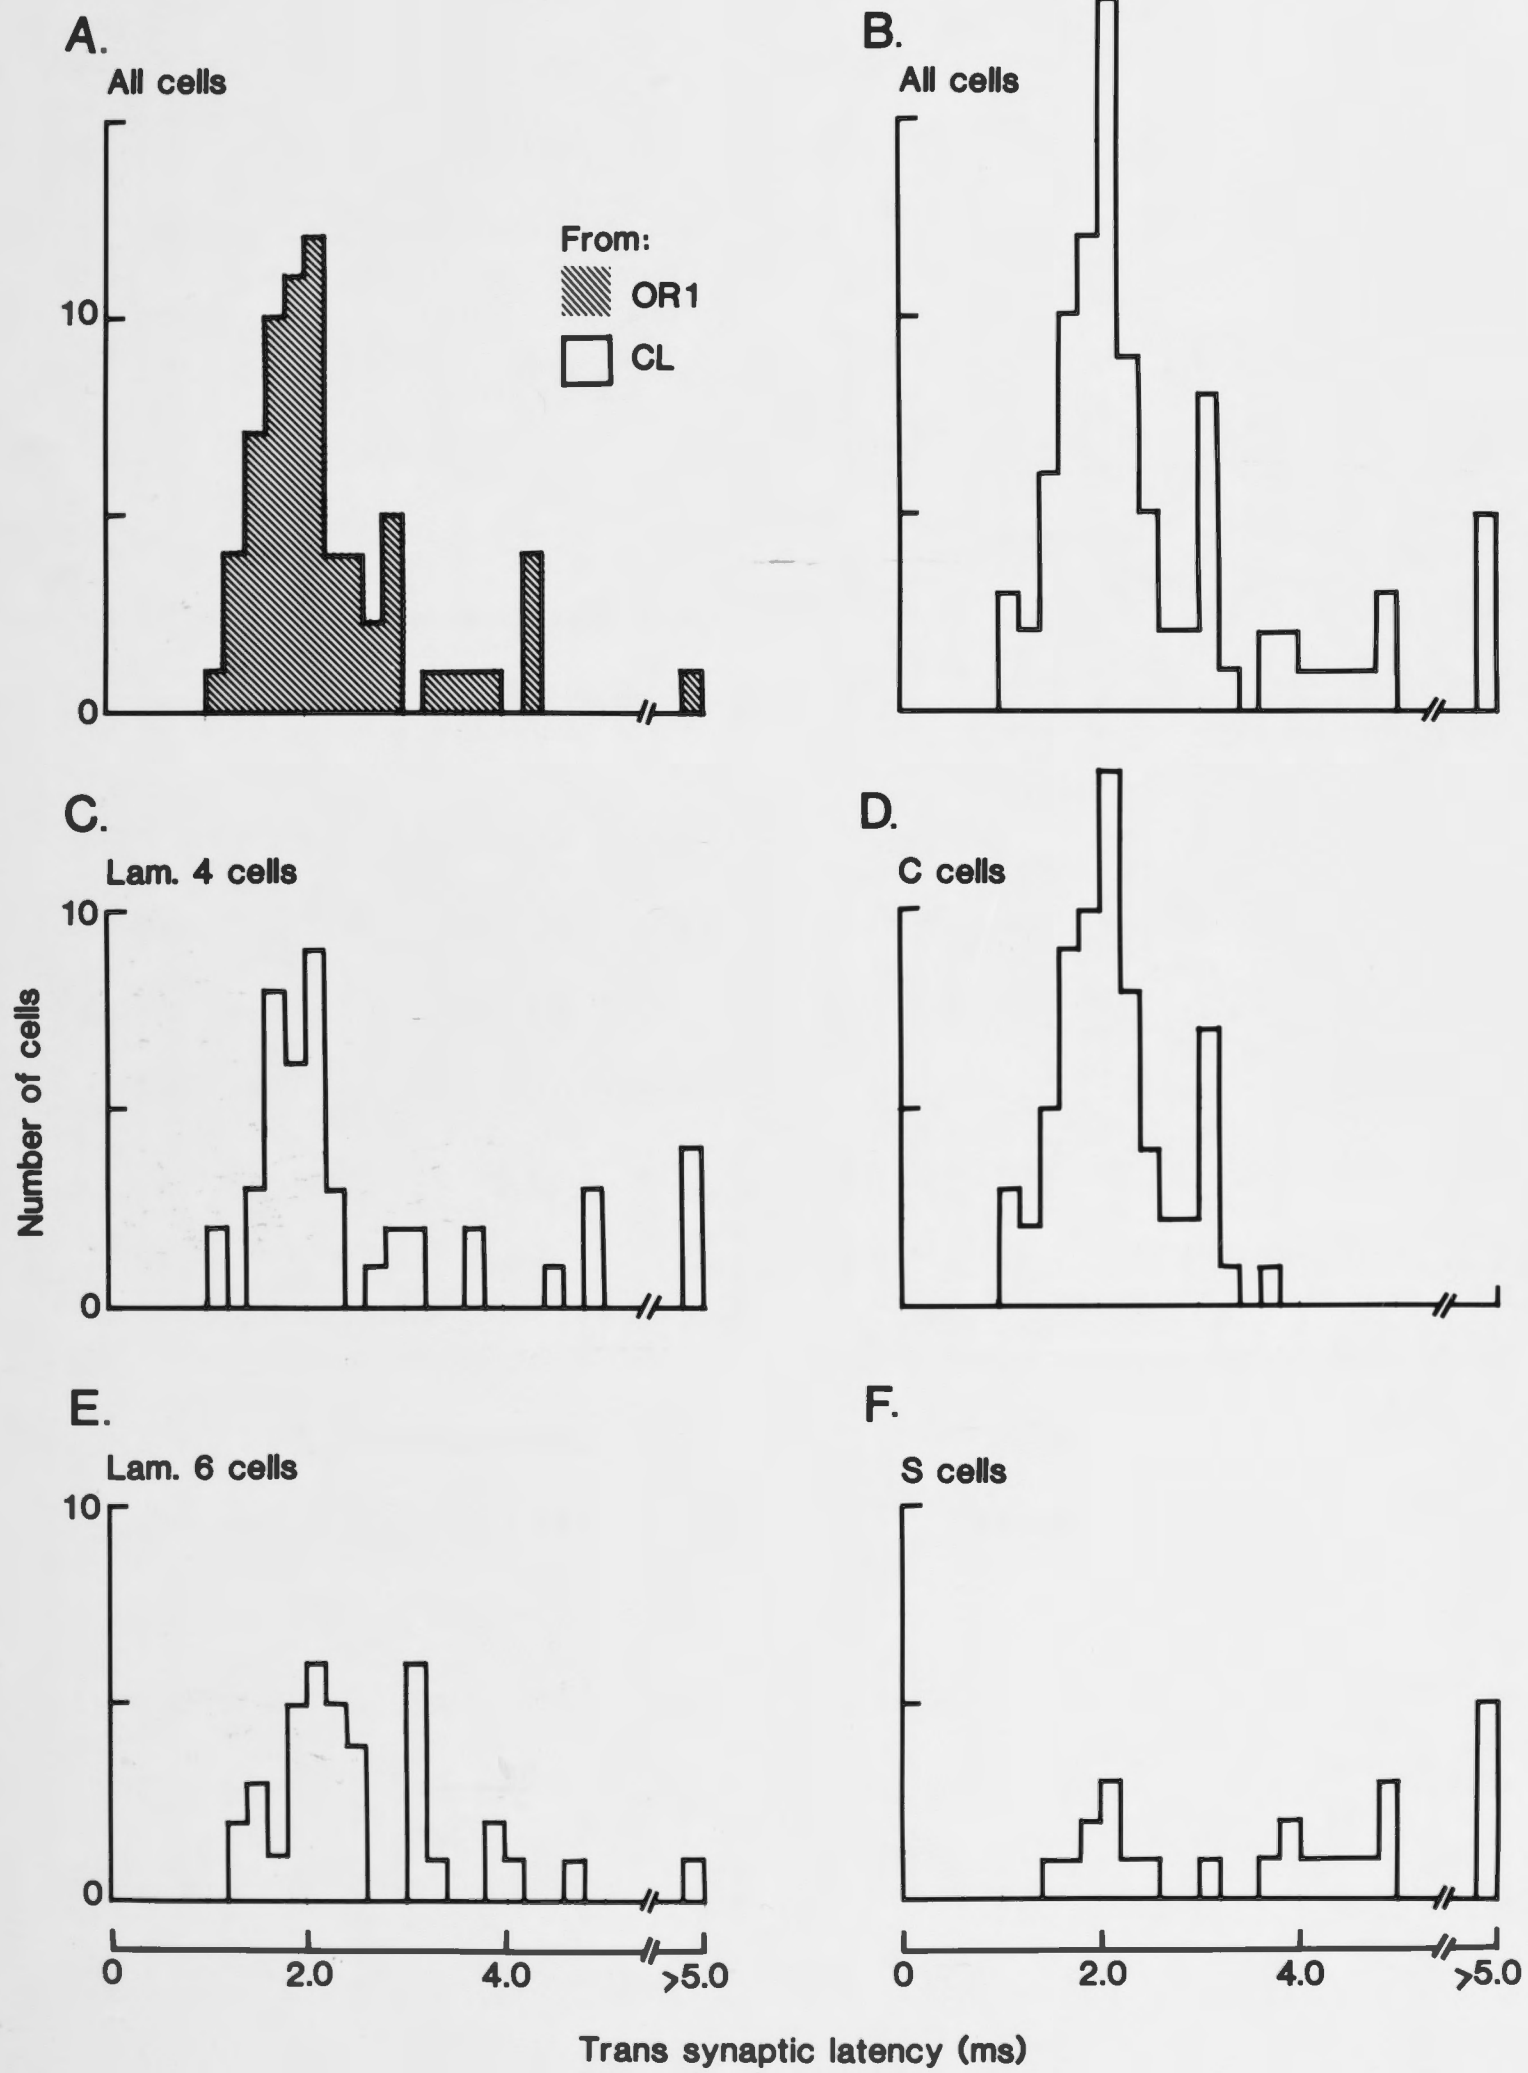 A.
All cells
10
0
From:
OR1
CL
B.
All cells
C.
Lam. 4 cells
10
0
D.
C cells
Number of cells
E.
Lam. 6 cells
10
0
F.
S cells
0 2.0 4.0 >5.0
0 2.0 4.0 >5.0
Trans synaptic latency (ms)